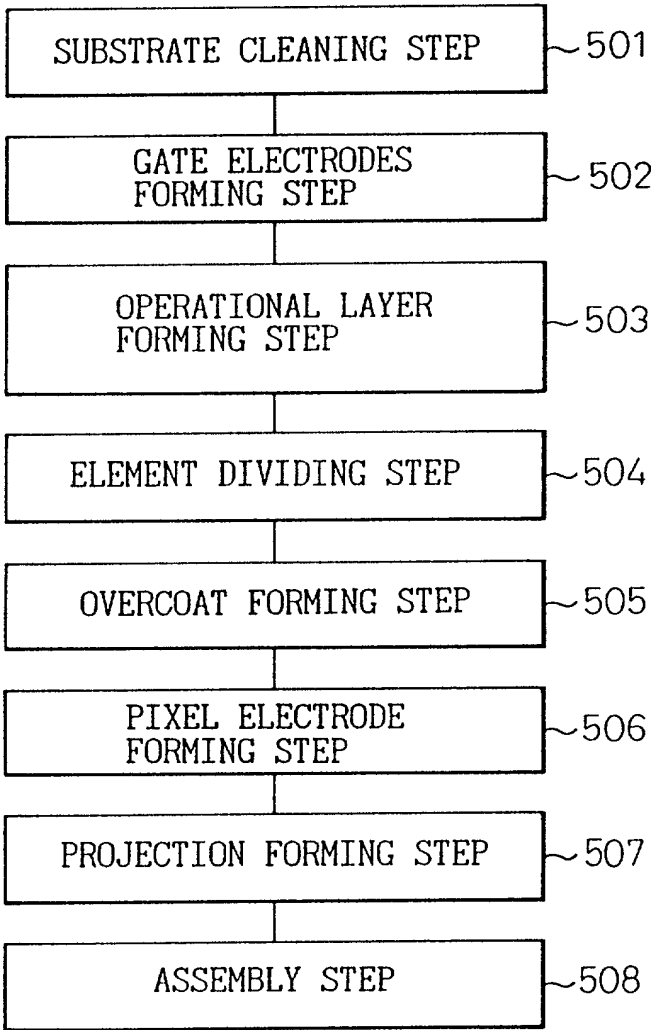 SUBSTRATE CLEANING STEP 501
GATE ELECTRODES
FORMING STEP 502
OPERATIONAL LAYER
FORMING STEP 503
ELEMENT DIVIDING STEP 504
OVERCOAT FORMING STEP 505
PIXEL ELECTRODE
FORMING STEP 506
PROJECTION FORMING STEP 507
ASSEMBLY STEP 508